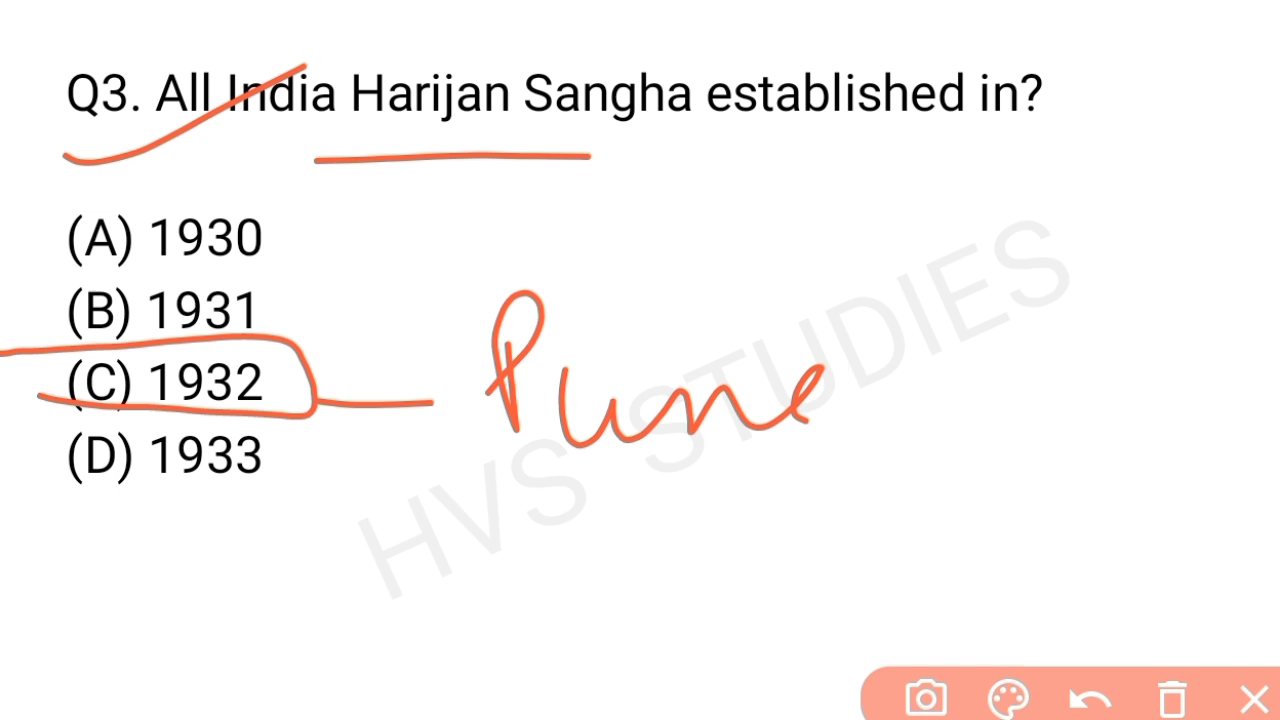 Q3. All India Harijan Sangha established in?
(A) 1930
(B) 1931
(C) 1932
Pune
(D) 1933
HVS STUDIES